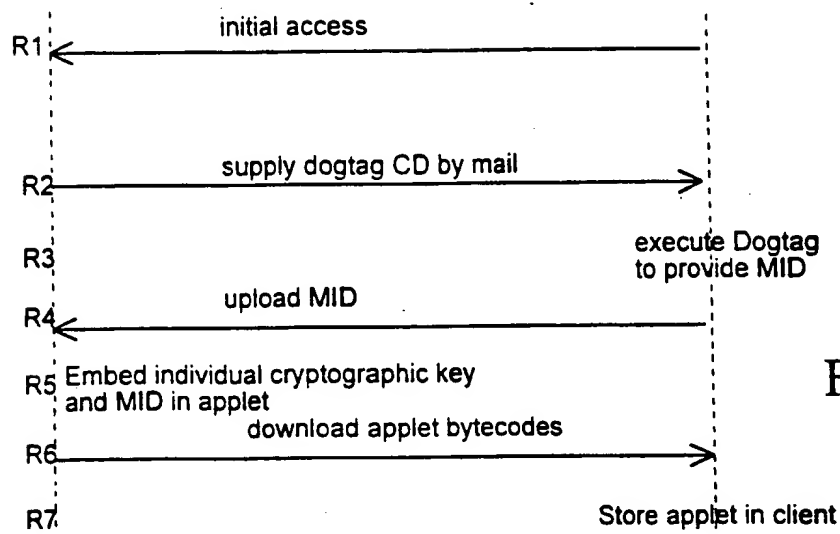 initial access
R1
supply dogtag CD by mail
R2
execute Dogtag
R3
to provide MID
upload MID
R4
R5 Embed individual cryptographic key
and MID in applet
download applet bytecodes
R6
R7 Store applet in client